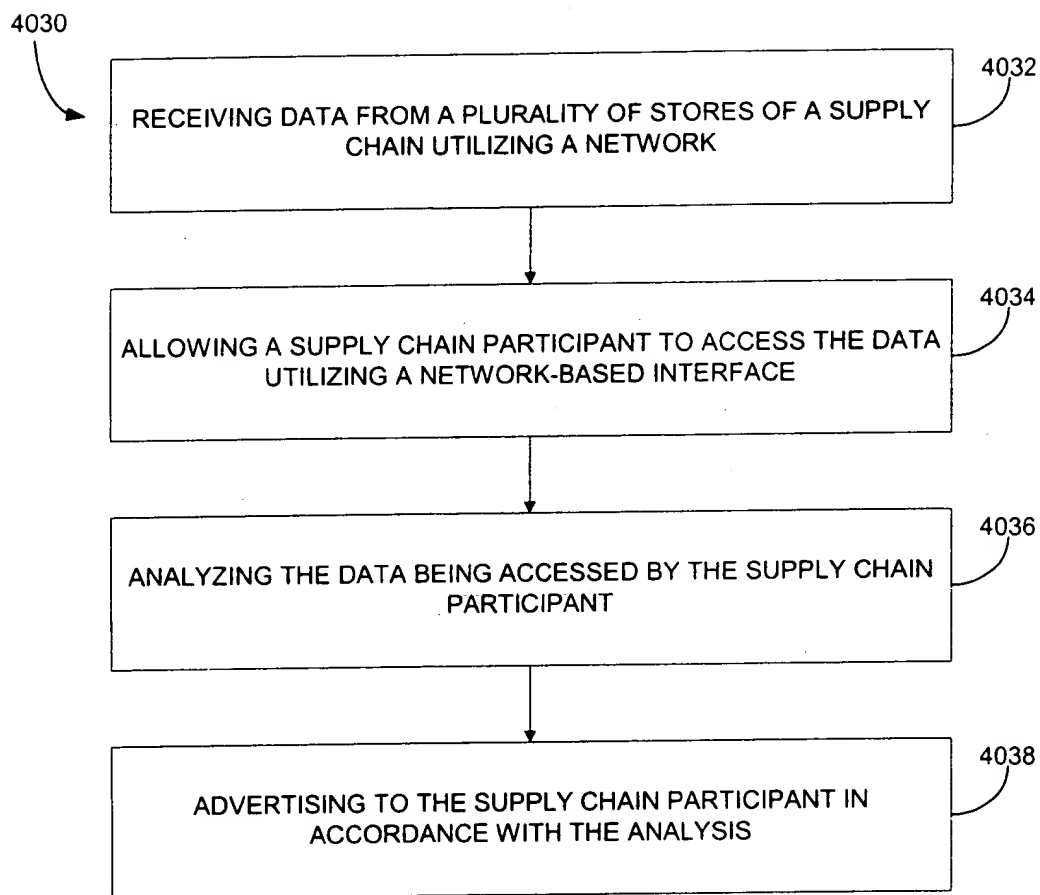 4030
4032
RECEIVING DATA FROM A PLURALITY OF STORES OF A SUPPLY
CHAIN UTILIZING A NETWORK
4034
ALLOWING A SUPPLY CHAIN PARTICIPANT TO ACCESS THE DATA
UTILIZING A NETWORK-BASED INTERFACE
4036
ANALYZING THE DATA BEING ACCESSED BY THE SUPPLY CHAIN
PARTICIPANT
4038
ADVERTISING TO THE SUPPLY CHAIN PARTICIPANT IN
ACCORDANCE WITH THE ANALYSIS